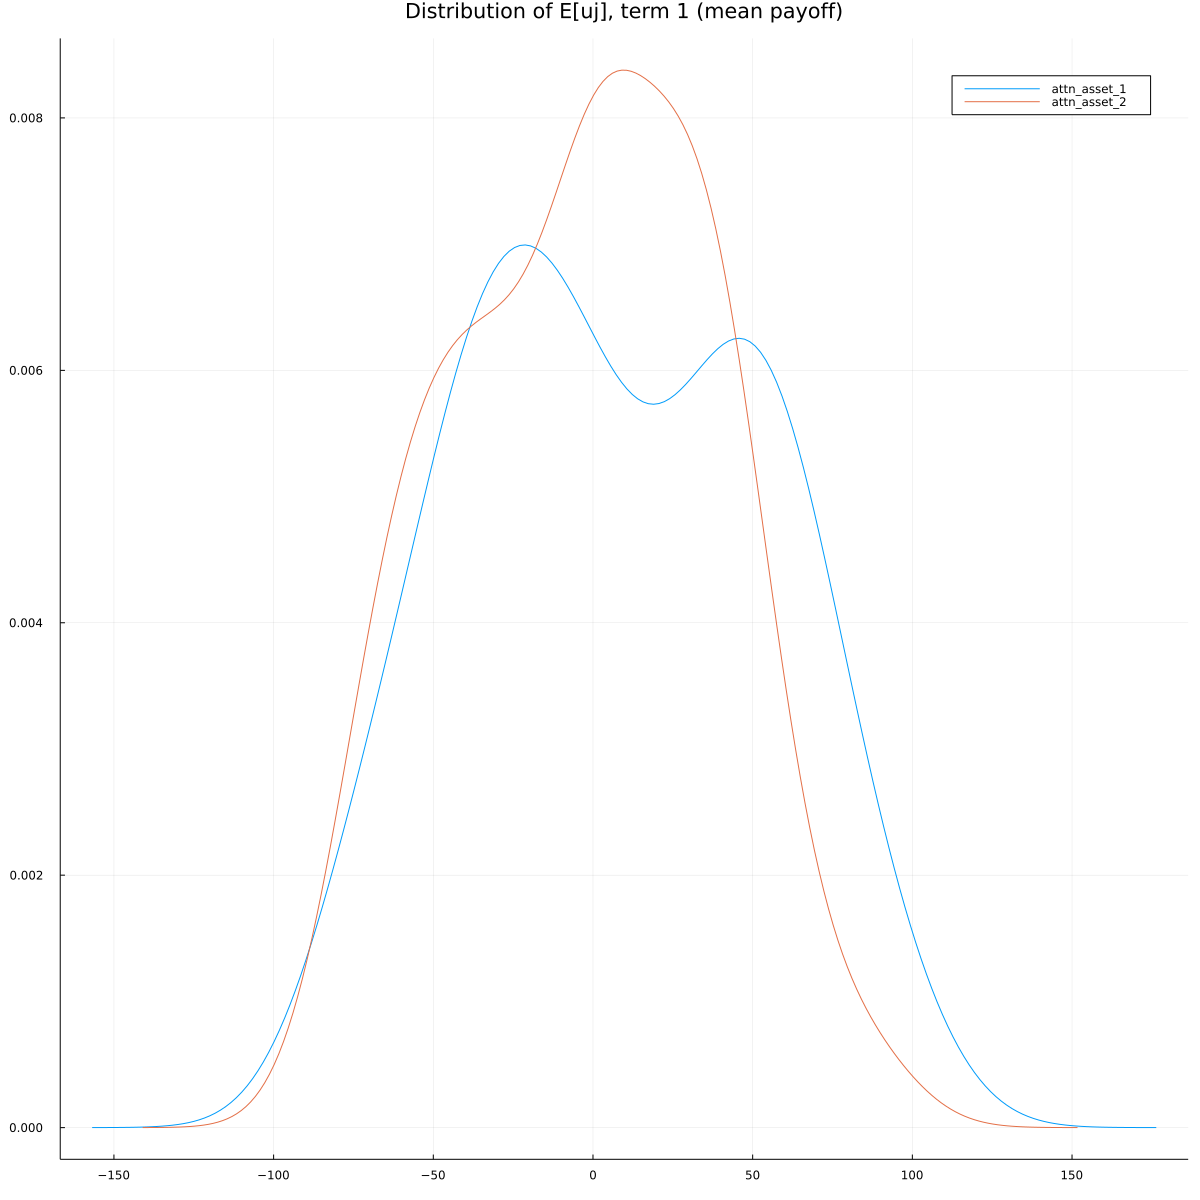 Distribution of E[uj], term 1 (mean payoff)
attn_asset_1
attn_asset_2
0.008
0.006
0.004
0.002
0.000
−150 −100 −50 0 50 100 150